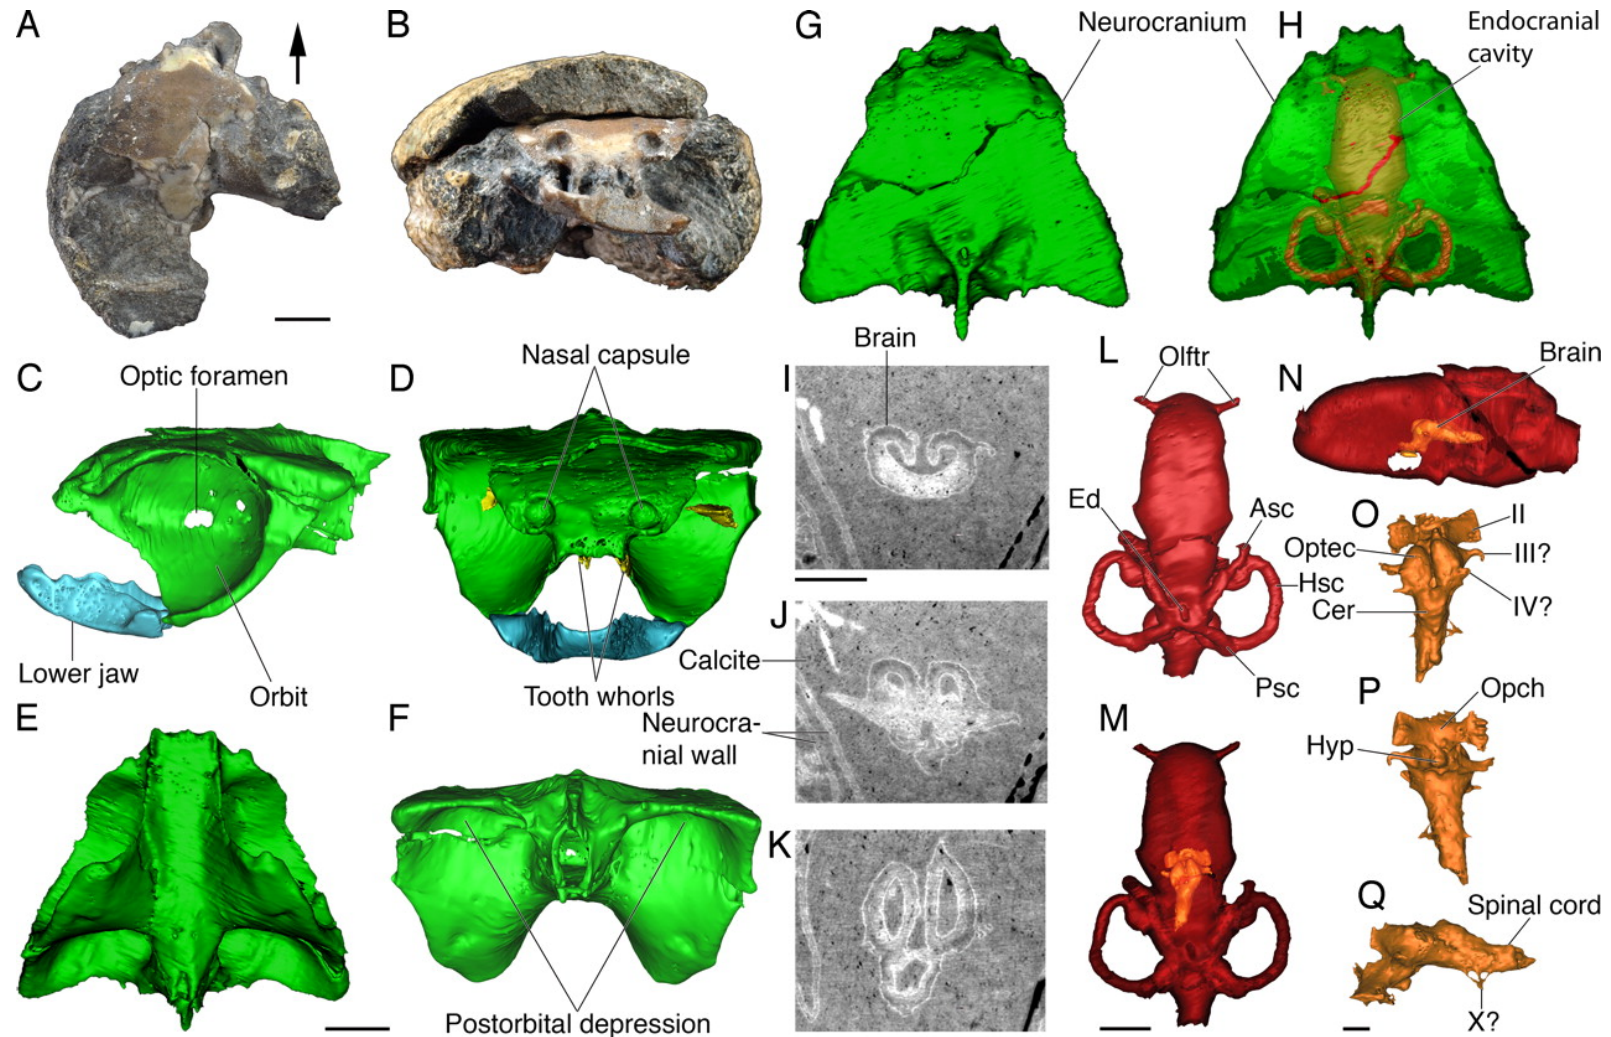 A
B
G
Neurocranium
H
Endocranial
cavity
C
Optic foramen
D
Nasal capsule
Lower jaw
Orbit
Tooth whorls
E
F
Postorbital depression
I
Brain
J
Calcite
Neurocra-
nial wall
K
L
Olftr
Ed
Asc
Hsc
Psc
M
N
Brain
O
II
Optec
III?
IV?
Cer
P
Opch
Hyp
Q
Spinal cord
X?